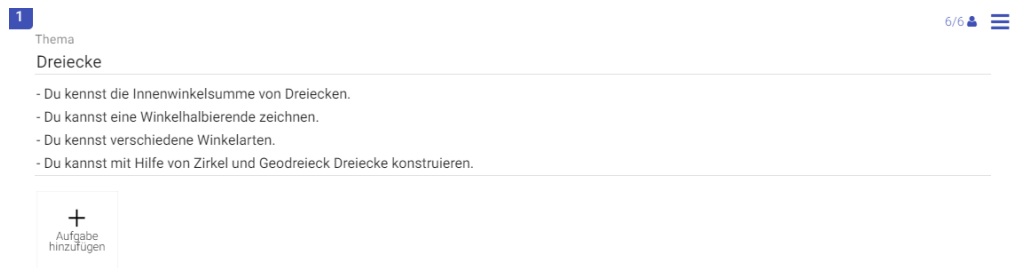 1
6/6
Thema
Dreiecke
- Du kennst die Innenwinkelsumme von Dreiecken.
- Du kannst eine Winkelhalbierende zeichnen.
- Du kennst verschiedene Winkelarten.
- Du kannst mit Hilfe von Zirkel und Geodreieck Dreiecke konstruieren.
Aufgabe
hinzufügen